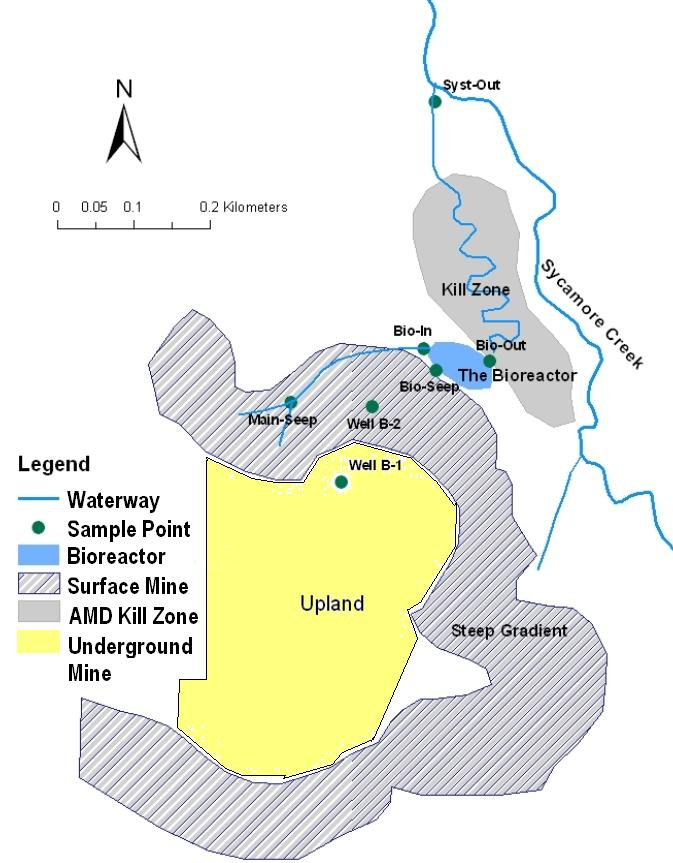 Syst-Out
N
0 0.05 0.1 0.2 Kilometers
Sycamore Creek
Kill Zone
Bio-In
Bio-Out
The Bioreactor
Bio-Seep
Main-Seep
Well B-2
Well B-1
Legend
Waterway
Sample Point
Bioreactor
Surface Mine
AMD Kill Zone
Underground
Mine
Upland
Steep Gradient